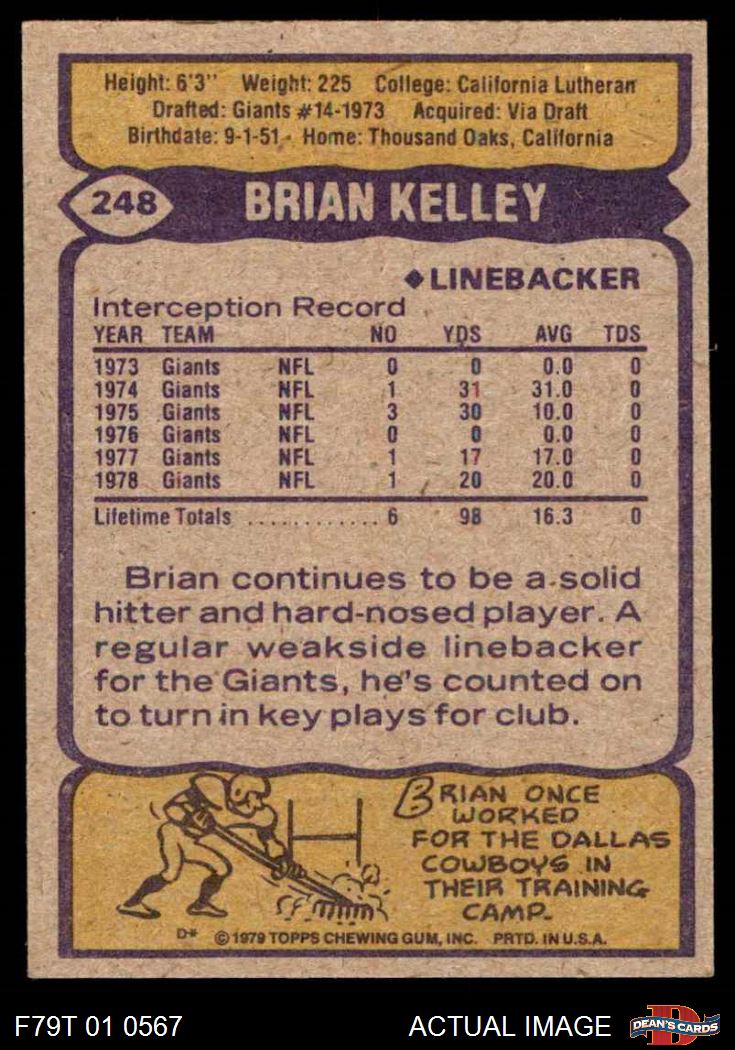 Height: 6'3" Weight: 225 College: California Lutheran
Drafted: Giants #14-1973 Acquired: Via Draft
Birthdate: 9-1-51 - Home: Thousand Oaks, California
248 BRIAN KELLEY
◆LINEBACKER
Interception Record
YEAR TEAM NO YDS AVG TDS
1973 Giants NFL 0 0 0.0 0
1974 Giants NFL 1 31 31.0 0
1975 Giants NFL 3 30 10.0 0
1976 Giants NFL 0 0 0.0 0
1977 Giants NFL 1 17 17.0 0
1978 Giants NFL 1 20 20.0 0
Lifetime Totals ............ 6 98 16.3 0
Brian continues to be a solid
hitter and hard-nosed player. A
regular weakside linebacker
for the Giants, he's counted on
to turn in key plays for club.
BRIAN ONCE
WORKED
FOR THE DALLAS
COWBOYS IN
THEIR TRAINING
CAMP.
D* © 1979 TOPPS CHEWING GUM, INC. PRTD. IN U.S.A.
F79T 01 0567 ACTUAL IMAGE DEAN'S CARDS